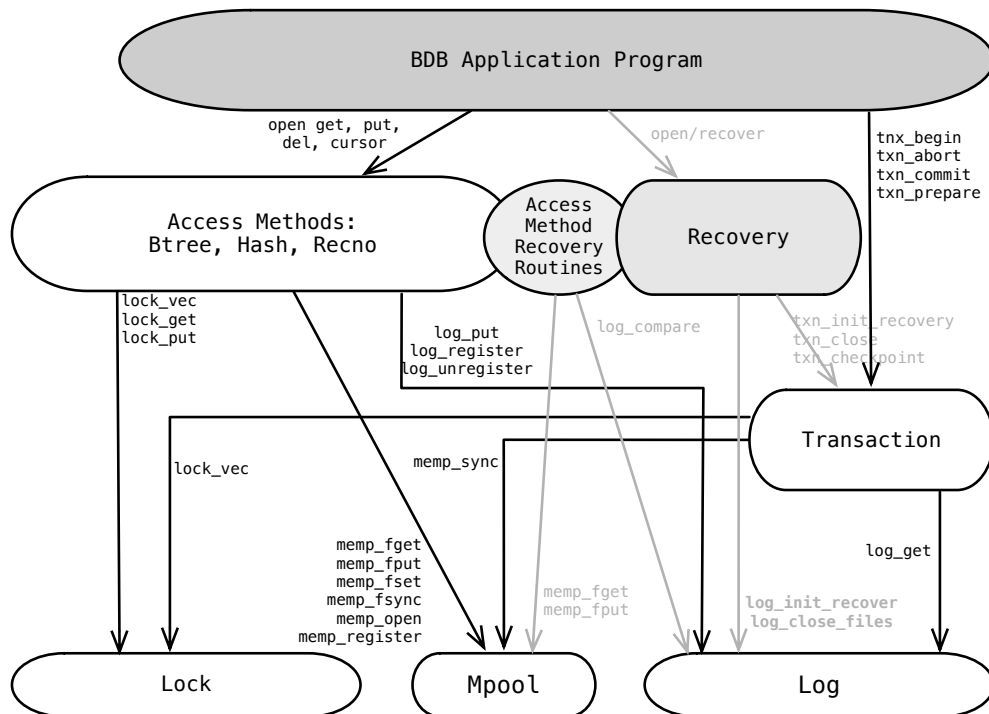 BDB Application Program
open get, put,
del, cursor
open/recover
tnx_begin
txn_abort
txn_commit
txn_prepare
Access Methods:
Btree, Hash, Recno
Access
Method
Recovery
Routines
Recovery
lock_vec
lock_get
lock_put
log_put
log_register
log_unregister
log_compare
txn_init_recovery
txn_close
txn_checkpoint
Transaction
lock_vec
memp_sync
log_get
memp_fget
memp_fput
memp_fset
memp_fsync
memp_open
memp_register
memp_fget
memp_fput
log_init_recover
log_close_files
Lock
Mpool
Log